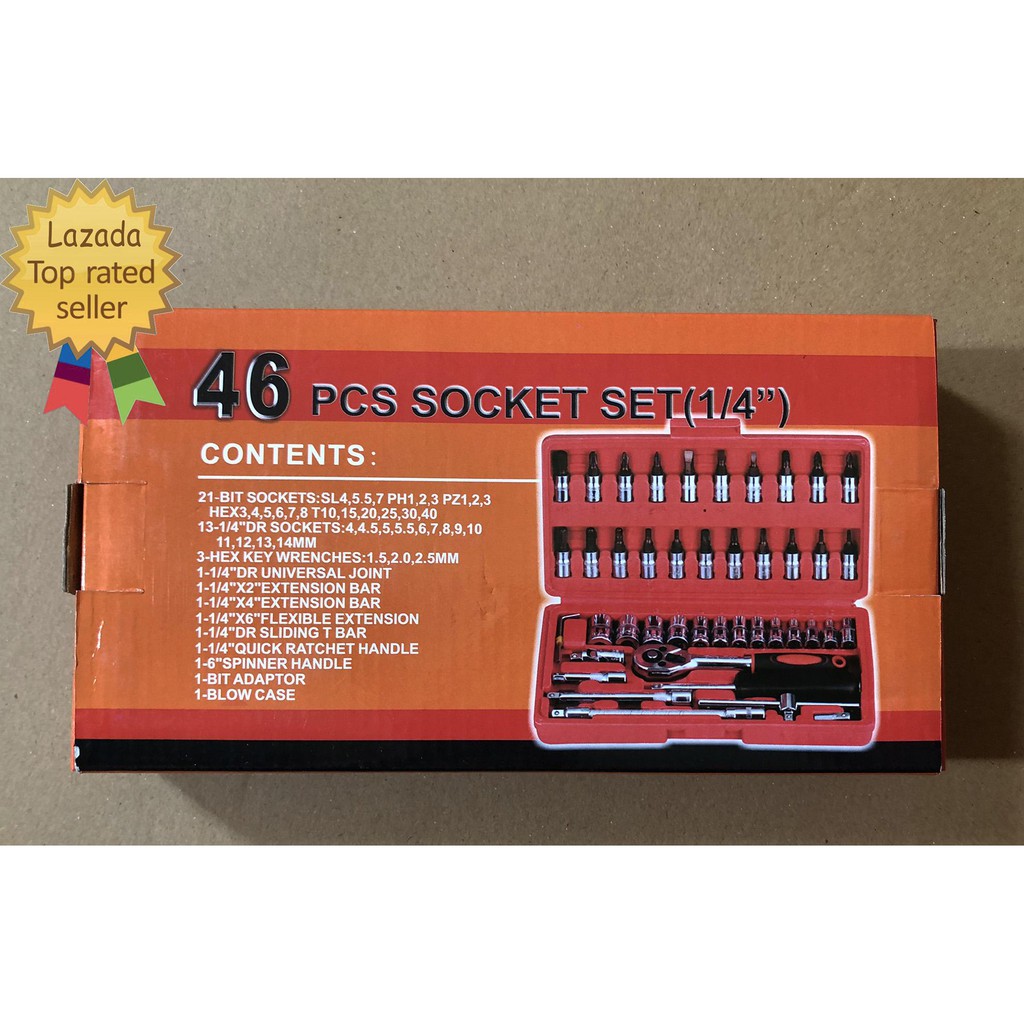 Lazada
Top rated
seller
46 PCS SOCKET SET(1/4”)
CONTENTS:
21-BIT SOCKETS:SL4,5.5,7 PH1,2,3 PZ1,2,3
HEX3,4,5,6,7,8 T10,15,20,25,30,40
13-1/4"DR SOCKETS:4,4.5,5,5.5,6,7,8,9,10
11,12,13,14MM
3-HEX KEY WRENCHES:1.5,2.0,2.5MM
1-1/4"DR UNIVERSAL JOINT
1-1/4"X2"EXTENSION BAR
1-1/4"X4"EXTENSION BAR
1-1/4"X6"FLEXIBLE EXTENSION
1-1/4"DR SLIDING T BAR
1-1/4"QUICK RATCHET HANDLE
1-6"SPINNER HANDLE
1-BIT ADAPTOR
1-BLOW CASE